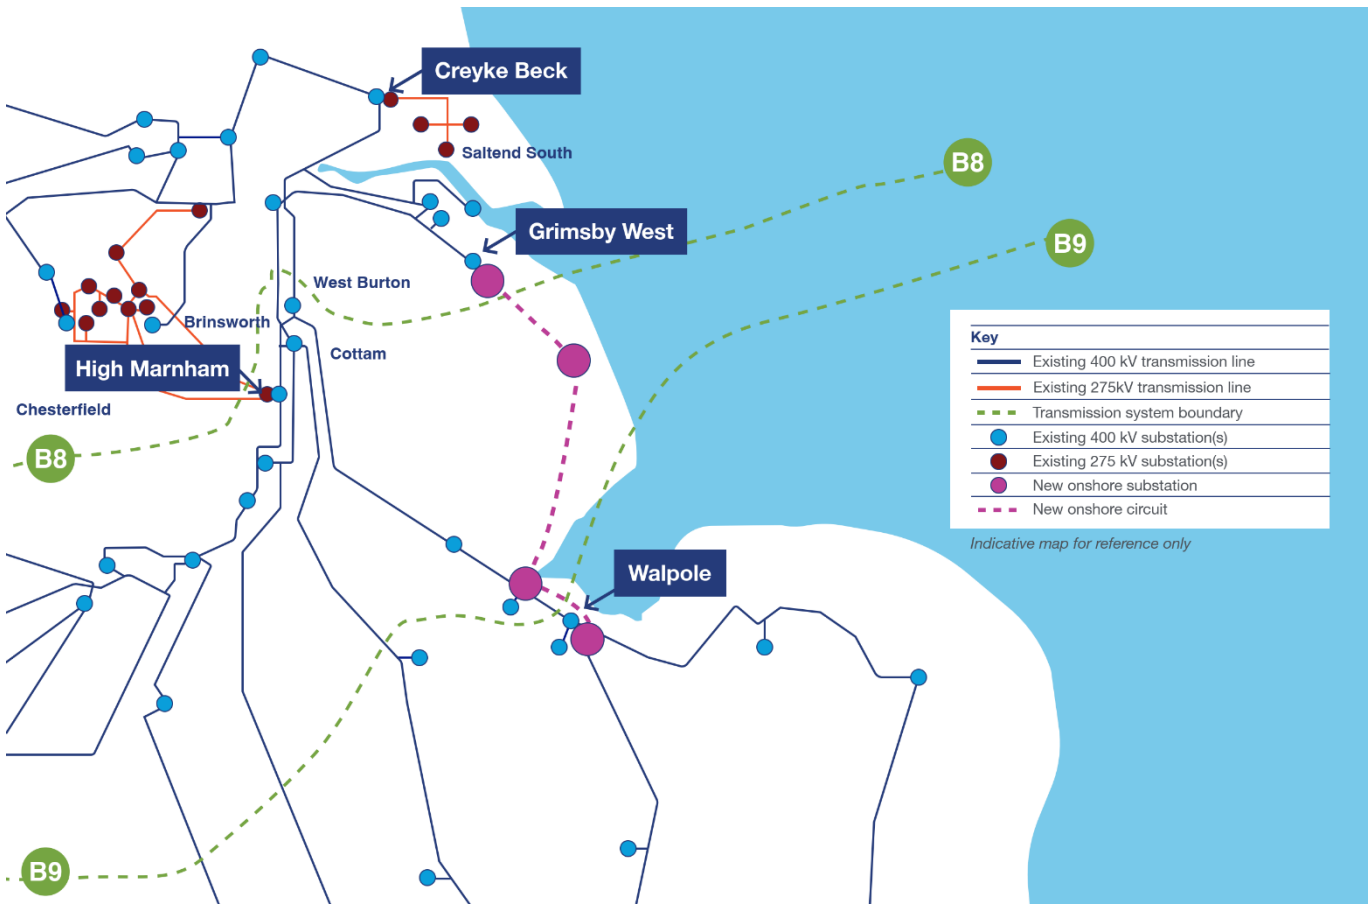 Creyke Beck
Saltend South
B8
Grimsby West
B9
West Burton
Brinsworth
Cottam
High Marnham
Chesterfield
B8
Key
Existing 400 kV transmission line
Existing 275kV transmission line
Transmission system boundary
Existing 400 kV substation(s)
Existing 275 kV substation(s)
New onshore substation
New onshore circuit
Indicative map for reference only
Walpole
B9